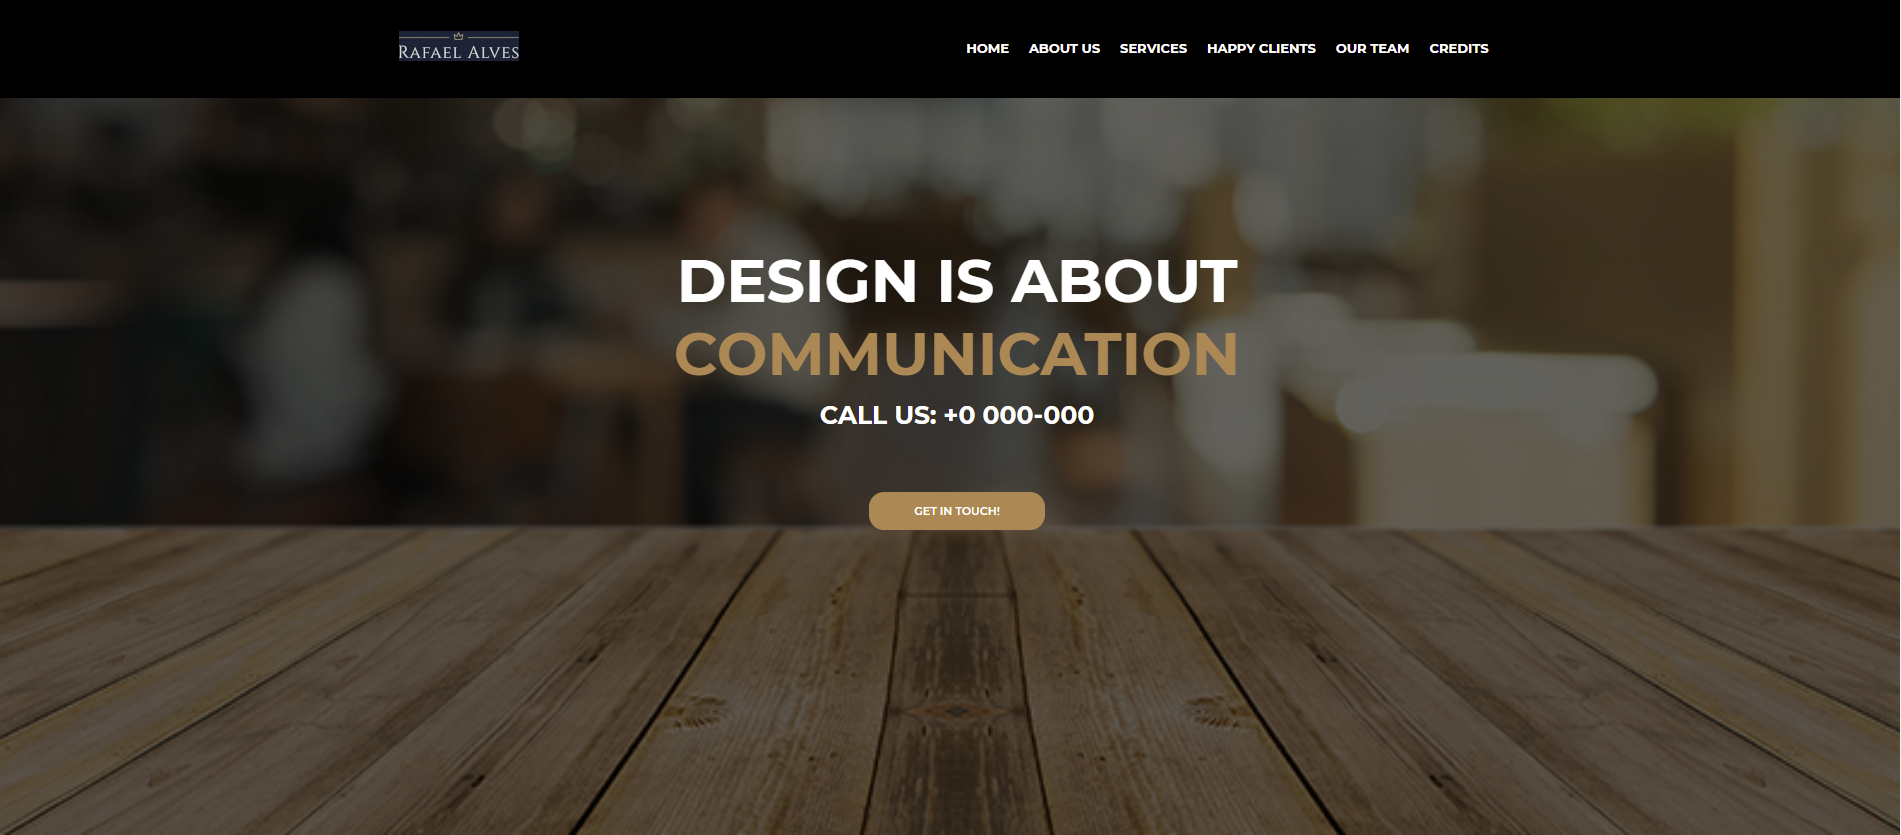 RAFAEL ALVES
HOME ABOUT US SERVICES HAPPY CLIENTS OUR TEAM CREDITS
DESIGN IS ABOUT
COMMUNICATION
CALL US: +0 000-000
GET IN TOUCH!